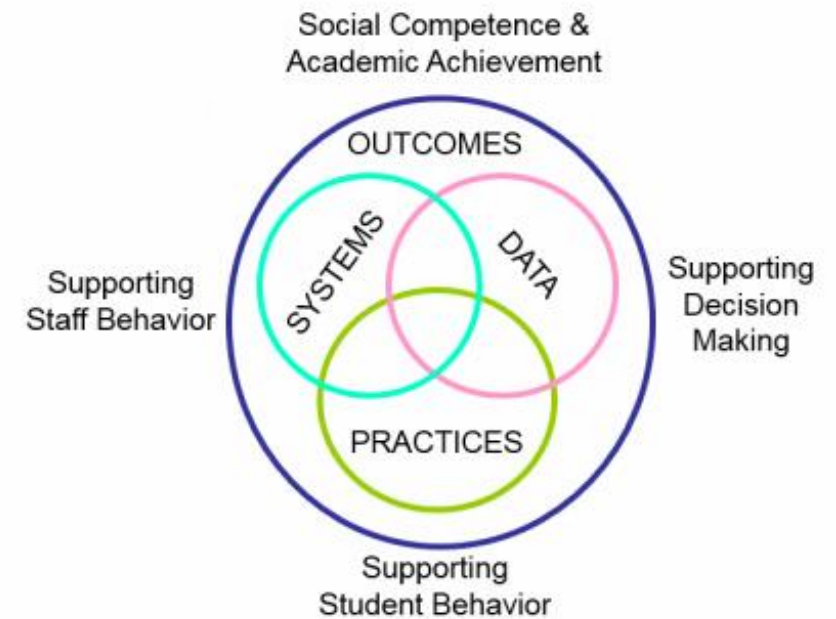 Social Competence &
Academic Achievement
OUTCOMES
SYSTEMS
DATA
Supporting
Staff Behavior
Supporting
Decision
Making
PRACTICES
Supporting
Student Behavior